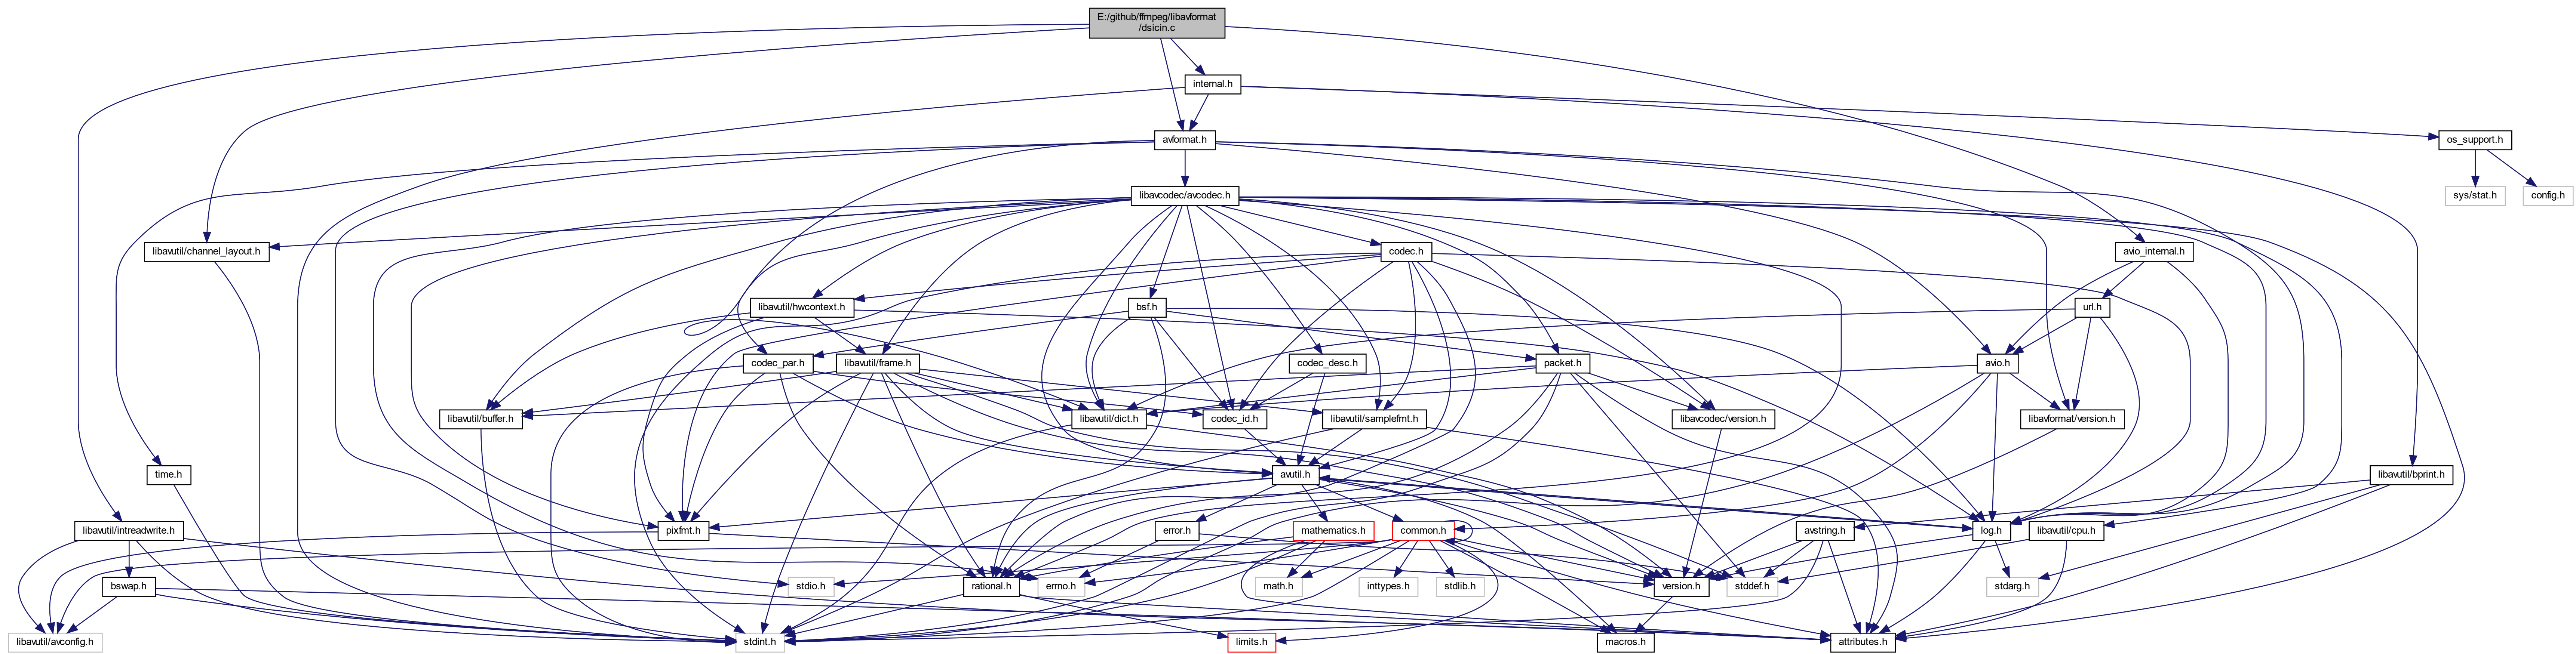 E:/github/ffmpeg/libavformat
/dsicin.c
internal.h
avformat.h
os_support.h
libavcodec/avcodec.h
sys/stat.h
config.h
libavutil/channel_layout.h
codec.h
avio_internal.h
libavutil/hwcontext.h
bsf.h
url.h
codec_par.h
libavutil/frame.h
codec_desc.h
packet.h
avio.h
libavutil/buffer.h
libavutil/dict.h
codec_id.h
libavutil/samplefmt.h
libavcodec/version.h
libavformat/version.h
time.h
avutil.h
libavutil/bprint.h
libavutil/intreadwrite.h
pixfmt.h
error.h
mathematics.h
common.h
avstring.h
log.h
libavutil/cpu.h
bswap.h
stdio.h
rational.h
errno.h
math.h
inttypes.h
stdlib.h
version.h
stddef.h
stdarg.h
libavutil/avconfig.h
stdint.h
limits.h
macros.h
attributes.h